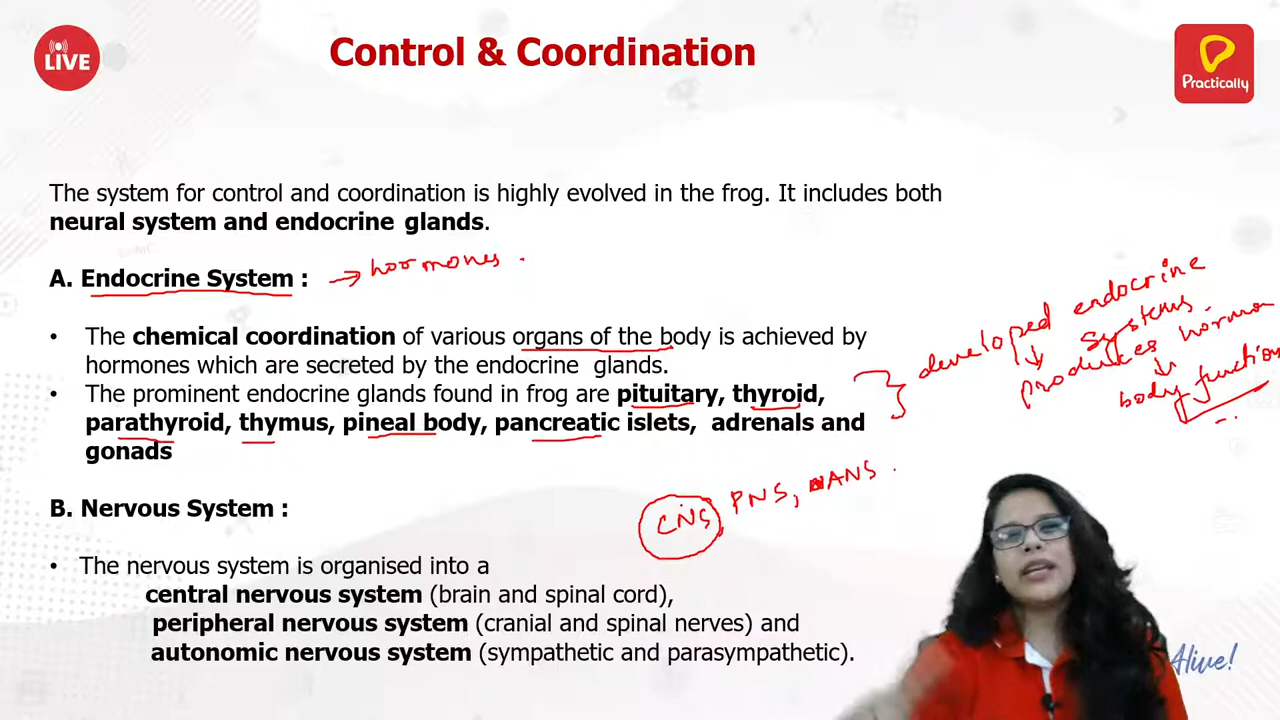 LIVE
Control & Coordination
Practically
The system for control and coordination is highly evolved in the frog. It includes both
neural system and endocrine glands.
A. Endocrine System : → hormones .
• The chemical coordination of various organs of the body is achieved by
hormones which are secreted by the endocrine glands.
• The prominent endocrine glands found in frog are pituitary, thyroid,
parathyroid, thymus, pineal body, pancreatic islets, adrenals and
gonads
developed endocrine
systems
produces hormon
body function
B. Nervous System :
CNS, PNS, ANS .
• The nervous system is organised into a
central nervous system (brain and spinal cord),
peripheral nervous system (cranial and spinal nerves) and
autonomic nervous system (sympathetic and parasympathetic).
Alive!